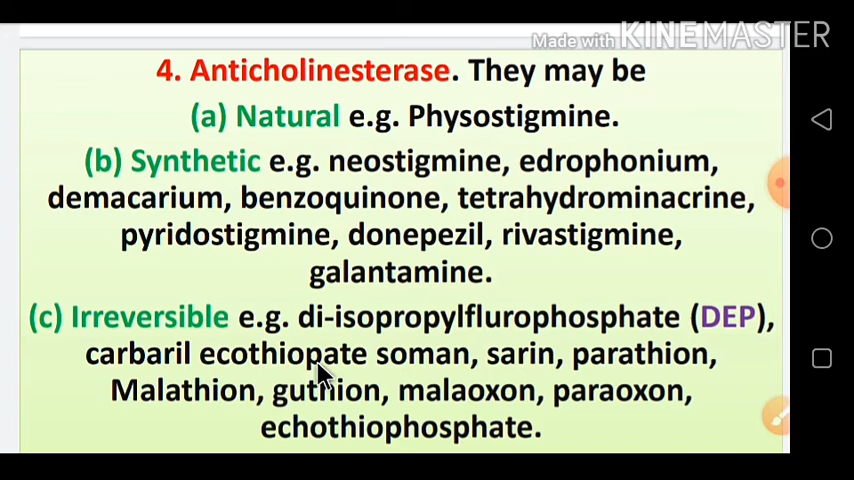 Made with KINEMASTER
4. Anticholinesterase. They may be
(a) Natural e.g. Physostigmine.
(b) Synthetic e.g. neostigmine, edrophonium,
demacarium, benzoquinone, tetrahydrominacrine,
pyridostigmine, donepezil, rivastigmine,
galantamine.
(c) Irreversible e.g. di-isopropylflurophosphate (DEP),
carbaril ecothiopate soman, sarin, parathion,
Malathion, guthion, malaoxon, paraoxon,
echothiophosphate.